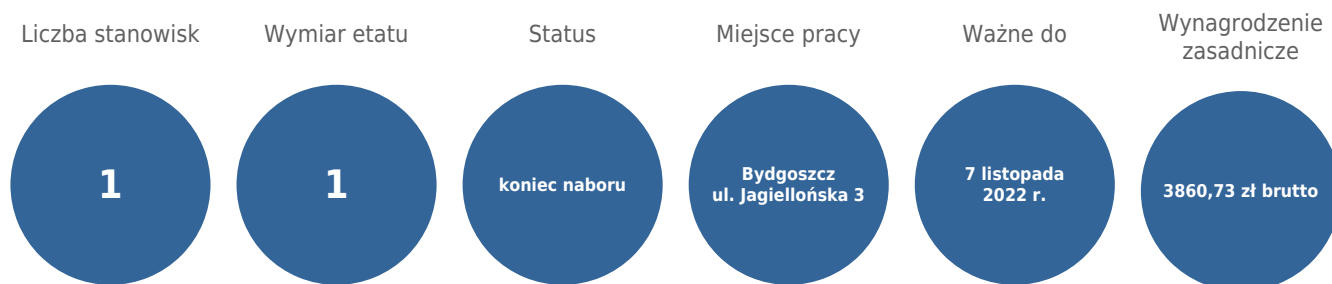 Liczba stanowisk
1
Wymiar etatu
1
Status
koniec naboru
Miejsce pracy
Bydgoszcz
ul. Jagiellońska 3
Ważne do
7 listopada
2022 r.
Wynagrodzenie
zasadnicze
3860,73 zł brutto